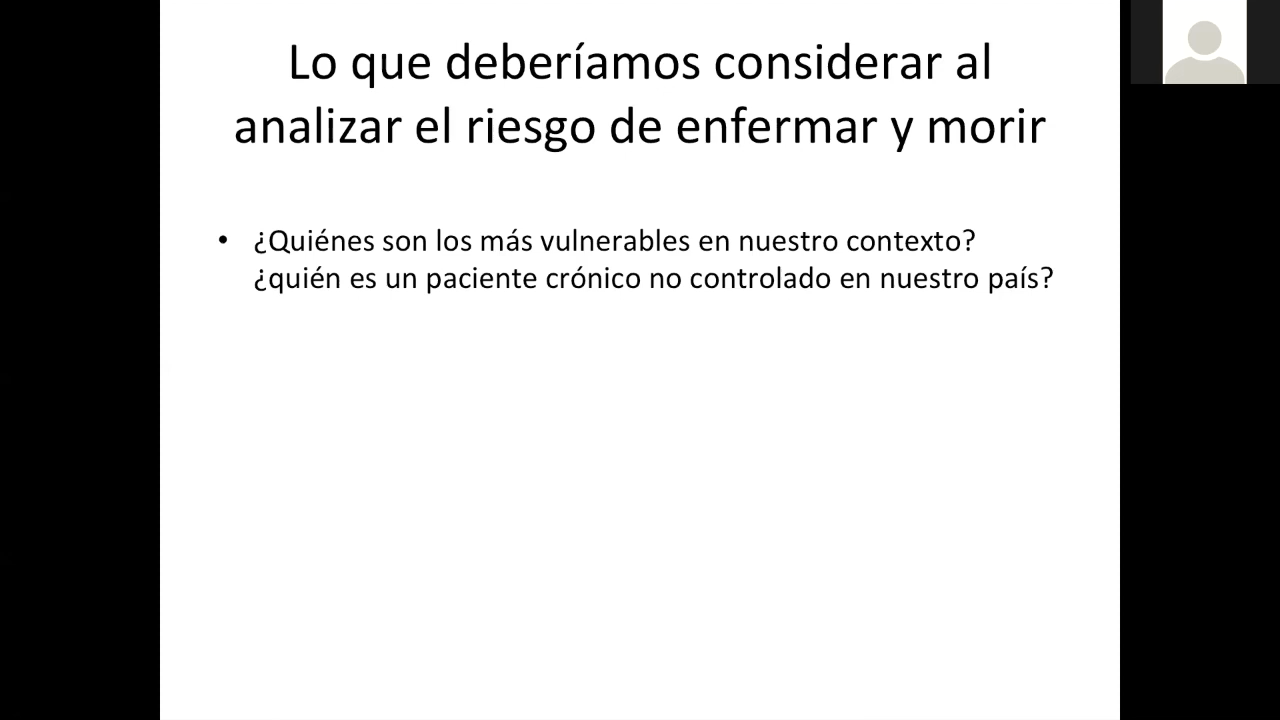 Lo que deberíamos considerar al
analizar el riesgo de enfermar y morir
• ¿Quiénes son los más vulnerables en nuestro contexto?
¿quién es un paciente crónico no controlado en nuestro país?